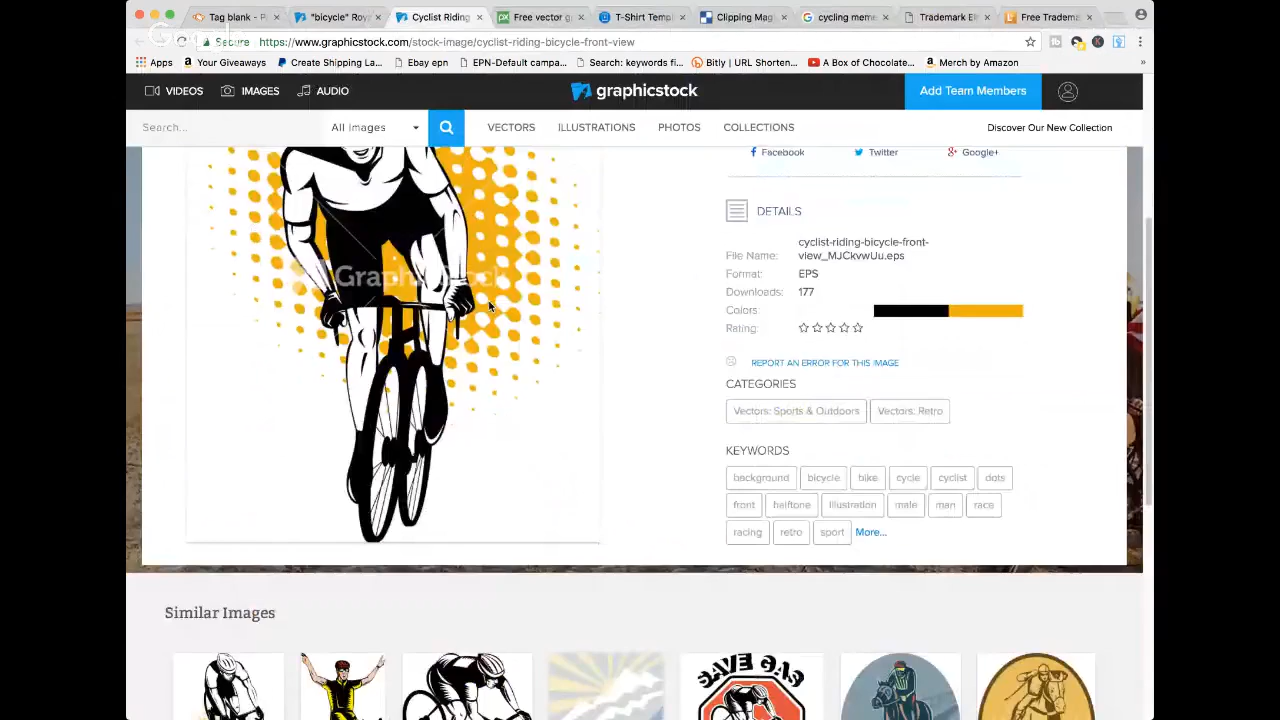 Tag blank - P
"bicycle" Roy
Cyclist Riding
Free vector g
T-Shirt Temp
Clipping Mag
cycling meme
Trademark El
Free Tradema
Secure https://www.graphicstock.com/stock-image/cyclist-riding-bicycle-front-view
Apps Your Giveaways Create Shipping La... Ebay epn EPN-Default campa... Search: keywords fi... Bitly | URL Shorten... A Box of Chocolate... Merch by Amazon »
VIDEOS IMAGES AUDIO graphicstock Add Team Members
Search... All Images VECTORS ILLUSTRATIONS PHOTOS COLLECTIONS Discover Our New Collection
Facebook Twitter Google+
DETAILS
cyclist-riding-bicycle-front-
File Name: view_MJCkvwUu.eps
Format: EPS
Downloads: 177
Colors
Rating:
REPORT AN ERROR FOR THIS IMAGE
CATEGORIES
Vectors: Sports & Outdoors Vectors: Retro
KEYWORDS
background bicycle bike cycle cyclist dots
front halftone illustration male man race
racing retro sport More...
GraphicStock
Similar Images
SAVE GAS